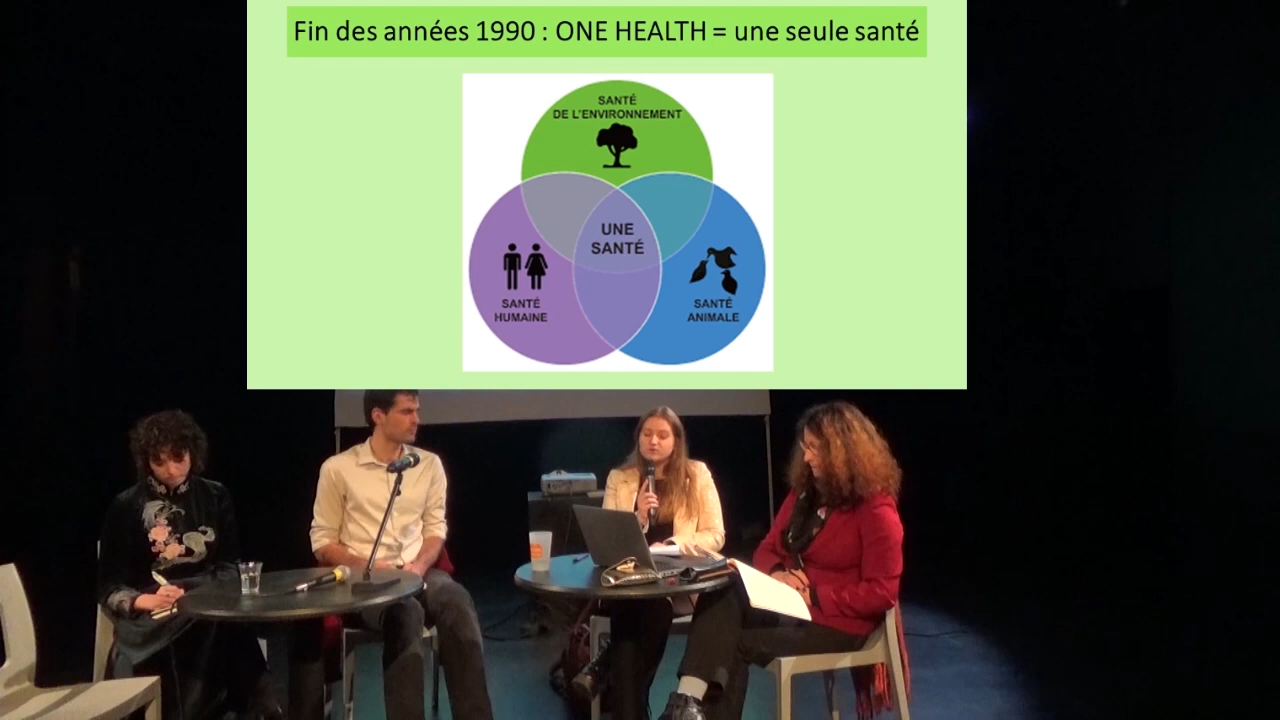 Fin des années 1990 : ONE HEALTH = une seule santé
SANTÉ
DE L'ENVIRONNEMENT
UNE
SANTÉ
SANTÉ
HUMAINE
SANTÉ
ANIMALE